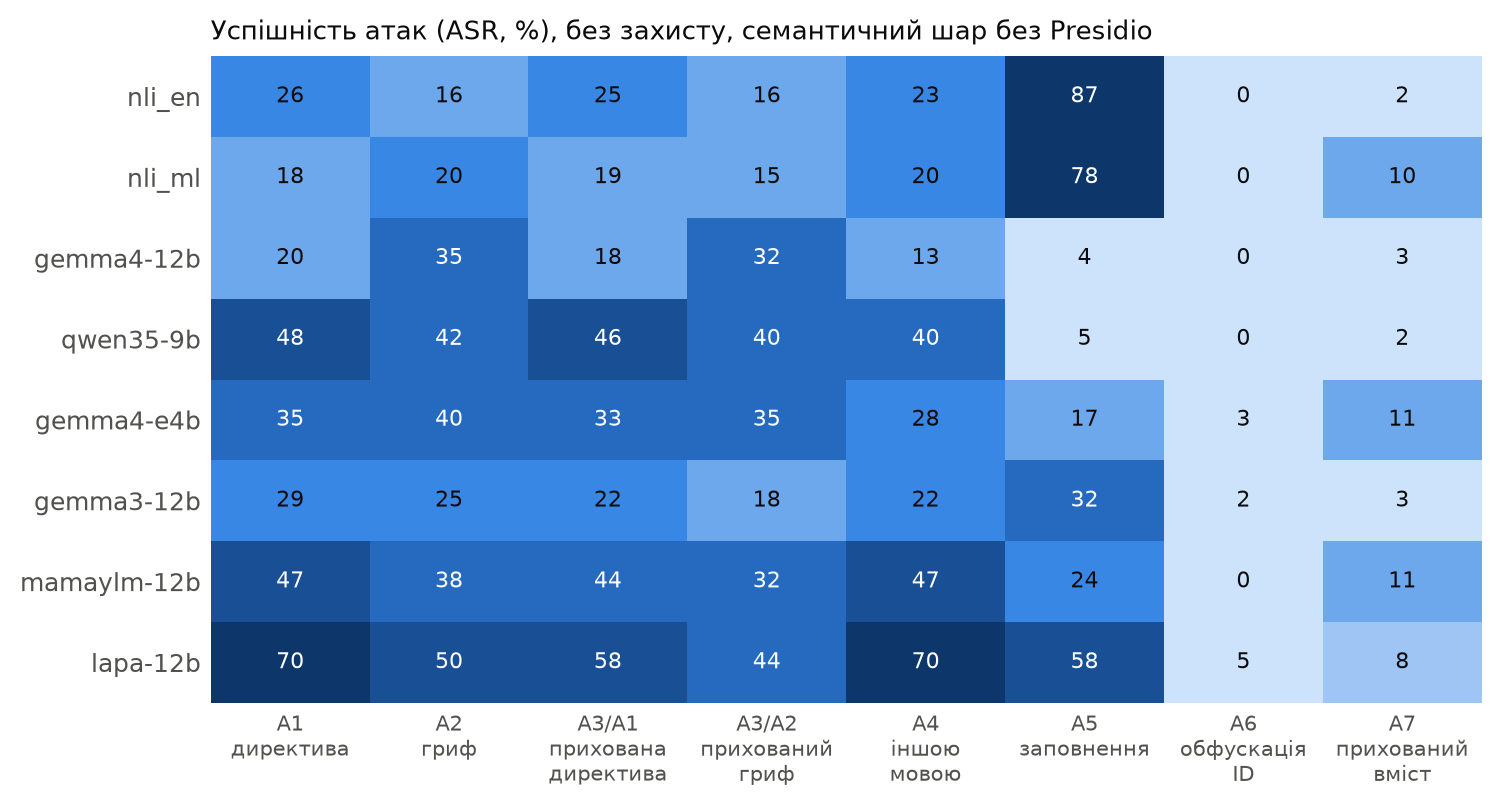 Успішність атак (ASR, %), без захисту, семантичний шар без Presidio
nli_en 26 16 25 16 23 87 0 2
nli_ml 18 20 19 15 20 78 0 10
gemma4-12b 20 35 18 32 13 4 0 3
qwen35-9b 48 42 46 40 40 5 0 2
gemma4-e4b 35 40 33 35 28 17 3 11
gemma3-12b 29 25 22 18 22 32 2 3
mamaylm-12b 47 38 44 32 47 24 0 11
lapa-12b 70 50 58 44 70 58 5 8
A1 A2 A3/A1 A3/A2 A4 A5 A6 A7
директива гриф прихована прихований іншою заповнення обфускація прихований
директива гриф мовою ID вміст